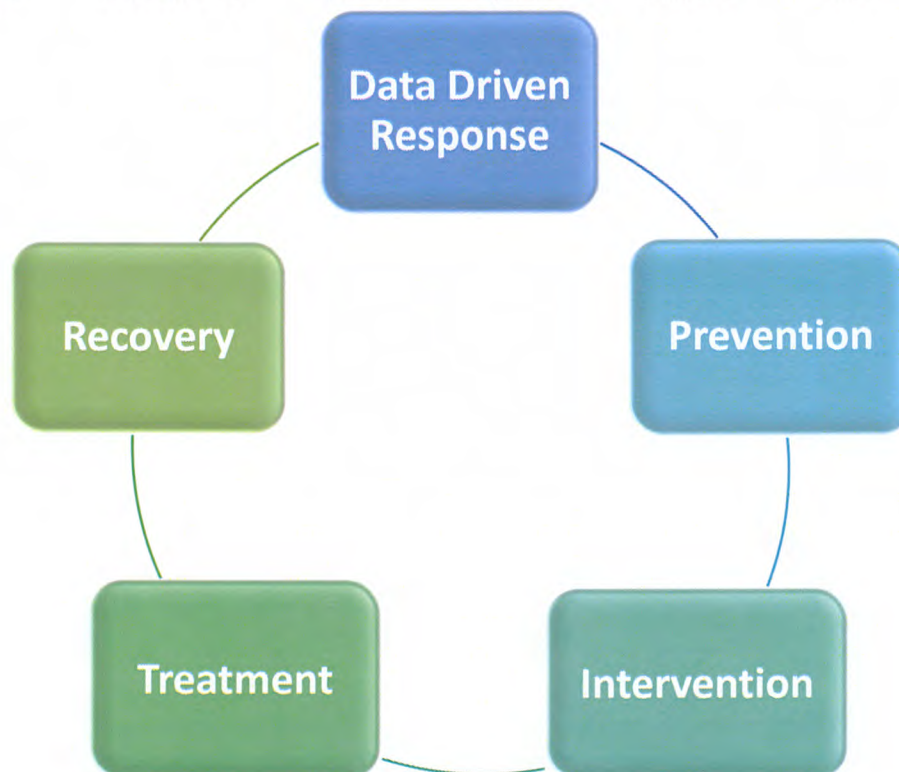 Data Driven
Response
Prevention
Intervention
Treatment
Recovery